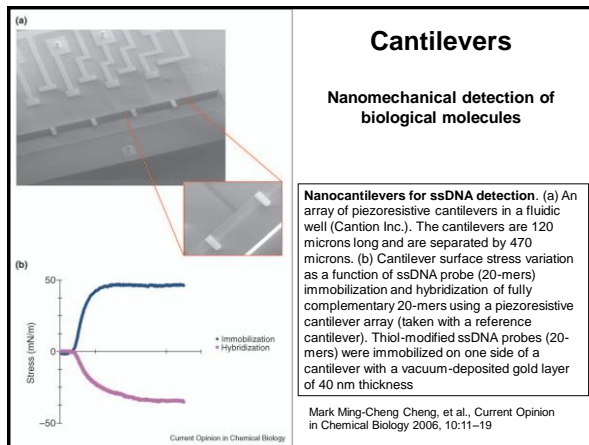 (a)
(b)
50
0
−50
Stress (mN/m)
Immobilization
Hybridization
Current Opinion in Chemical Biology
Cantilevers
Nanomechanical detection of
biological molecules
Nanocantilevers for ssDNA detection. (a) An
array of piezoresistive cantilevers in a fluidic
well (Cantion Inc.). The cantilevers are 120
microns long and are separated by 470
microns. (b) Cantilever surface stress variation
as a function of ssDNA probe (20-mers)
immobilization and hybridization of fully
complementary 20-mers using a piezoresistive
cantilever array (taken with a reference
cantilever). Thiol-modified ssDNA probes (20-
mers) were immobilized on one side of a
cantilever with a vacuum-deposited gold layer
of 40 nm thickness
Mark Ming-Cheng Cheng, et al., Current Opinion
in Chemical Biology 2006, 10:11–19